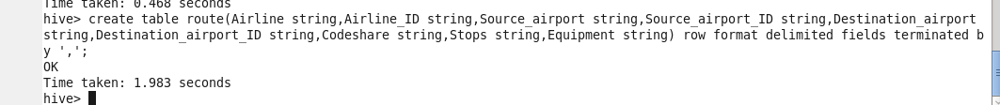 Time taken: 0.468 seconds
hive> create table route(Airline string,Airline_ID string,Source_airport string,Source_airport_ID string,Destination_airport
string,Destination_airport_ID string,Codeshare string,Stops string,Equipment string) row format delimited fields terminated b
y ',';
OK
Time taken: 1.983 seconds
hive>